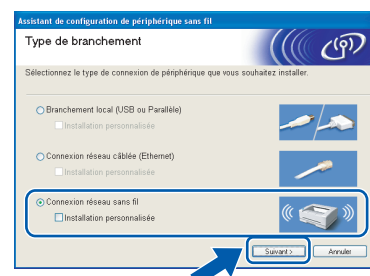 Assistant de configuration de périphérique sans fil
Type de branchement
Sélectionnez le type de connexion de périphérique que vous souhaitez installer.
Branchement local (USB ou Parallèle)
Installation personnalisée
Connexion réseau câblée (Ethernet)
Installation personnalisée
Connexion réseau sans fil
Installation personnalisée
Suivant >
Annuler